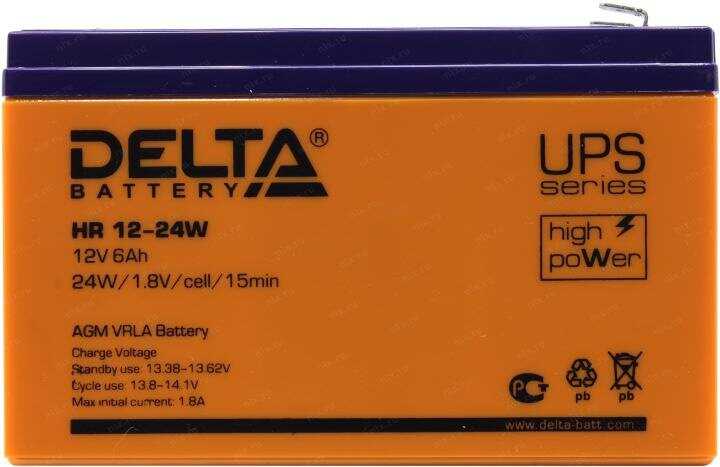 DELTA®
BATTERY
HR 12-24W
12V 6Ah
24W/1.8V/cell/15min
AGM VRLA Battery
Charge Voltage
Standby use: 13.38-13.62V
Cycle use: 13.8-14.1V
Max initial current: 1.8A
UPS
series
high
poWer
pb pb
www.delta-batt.com